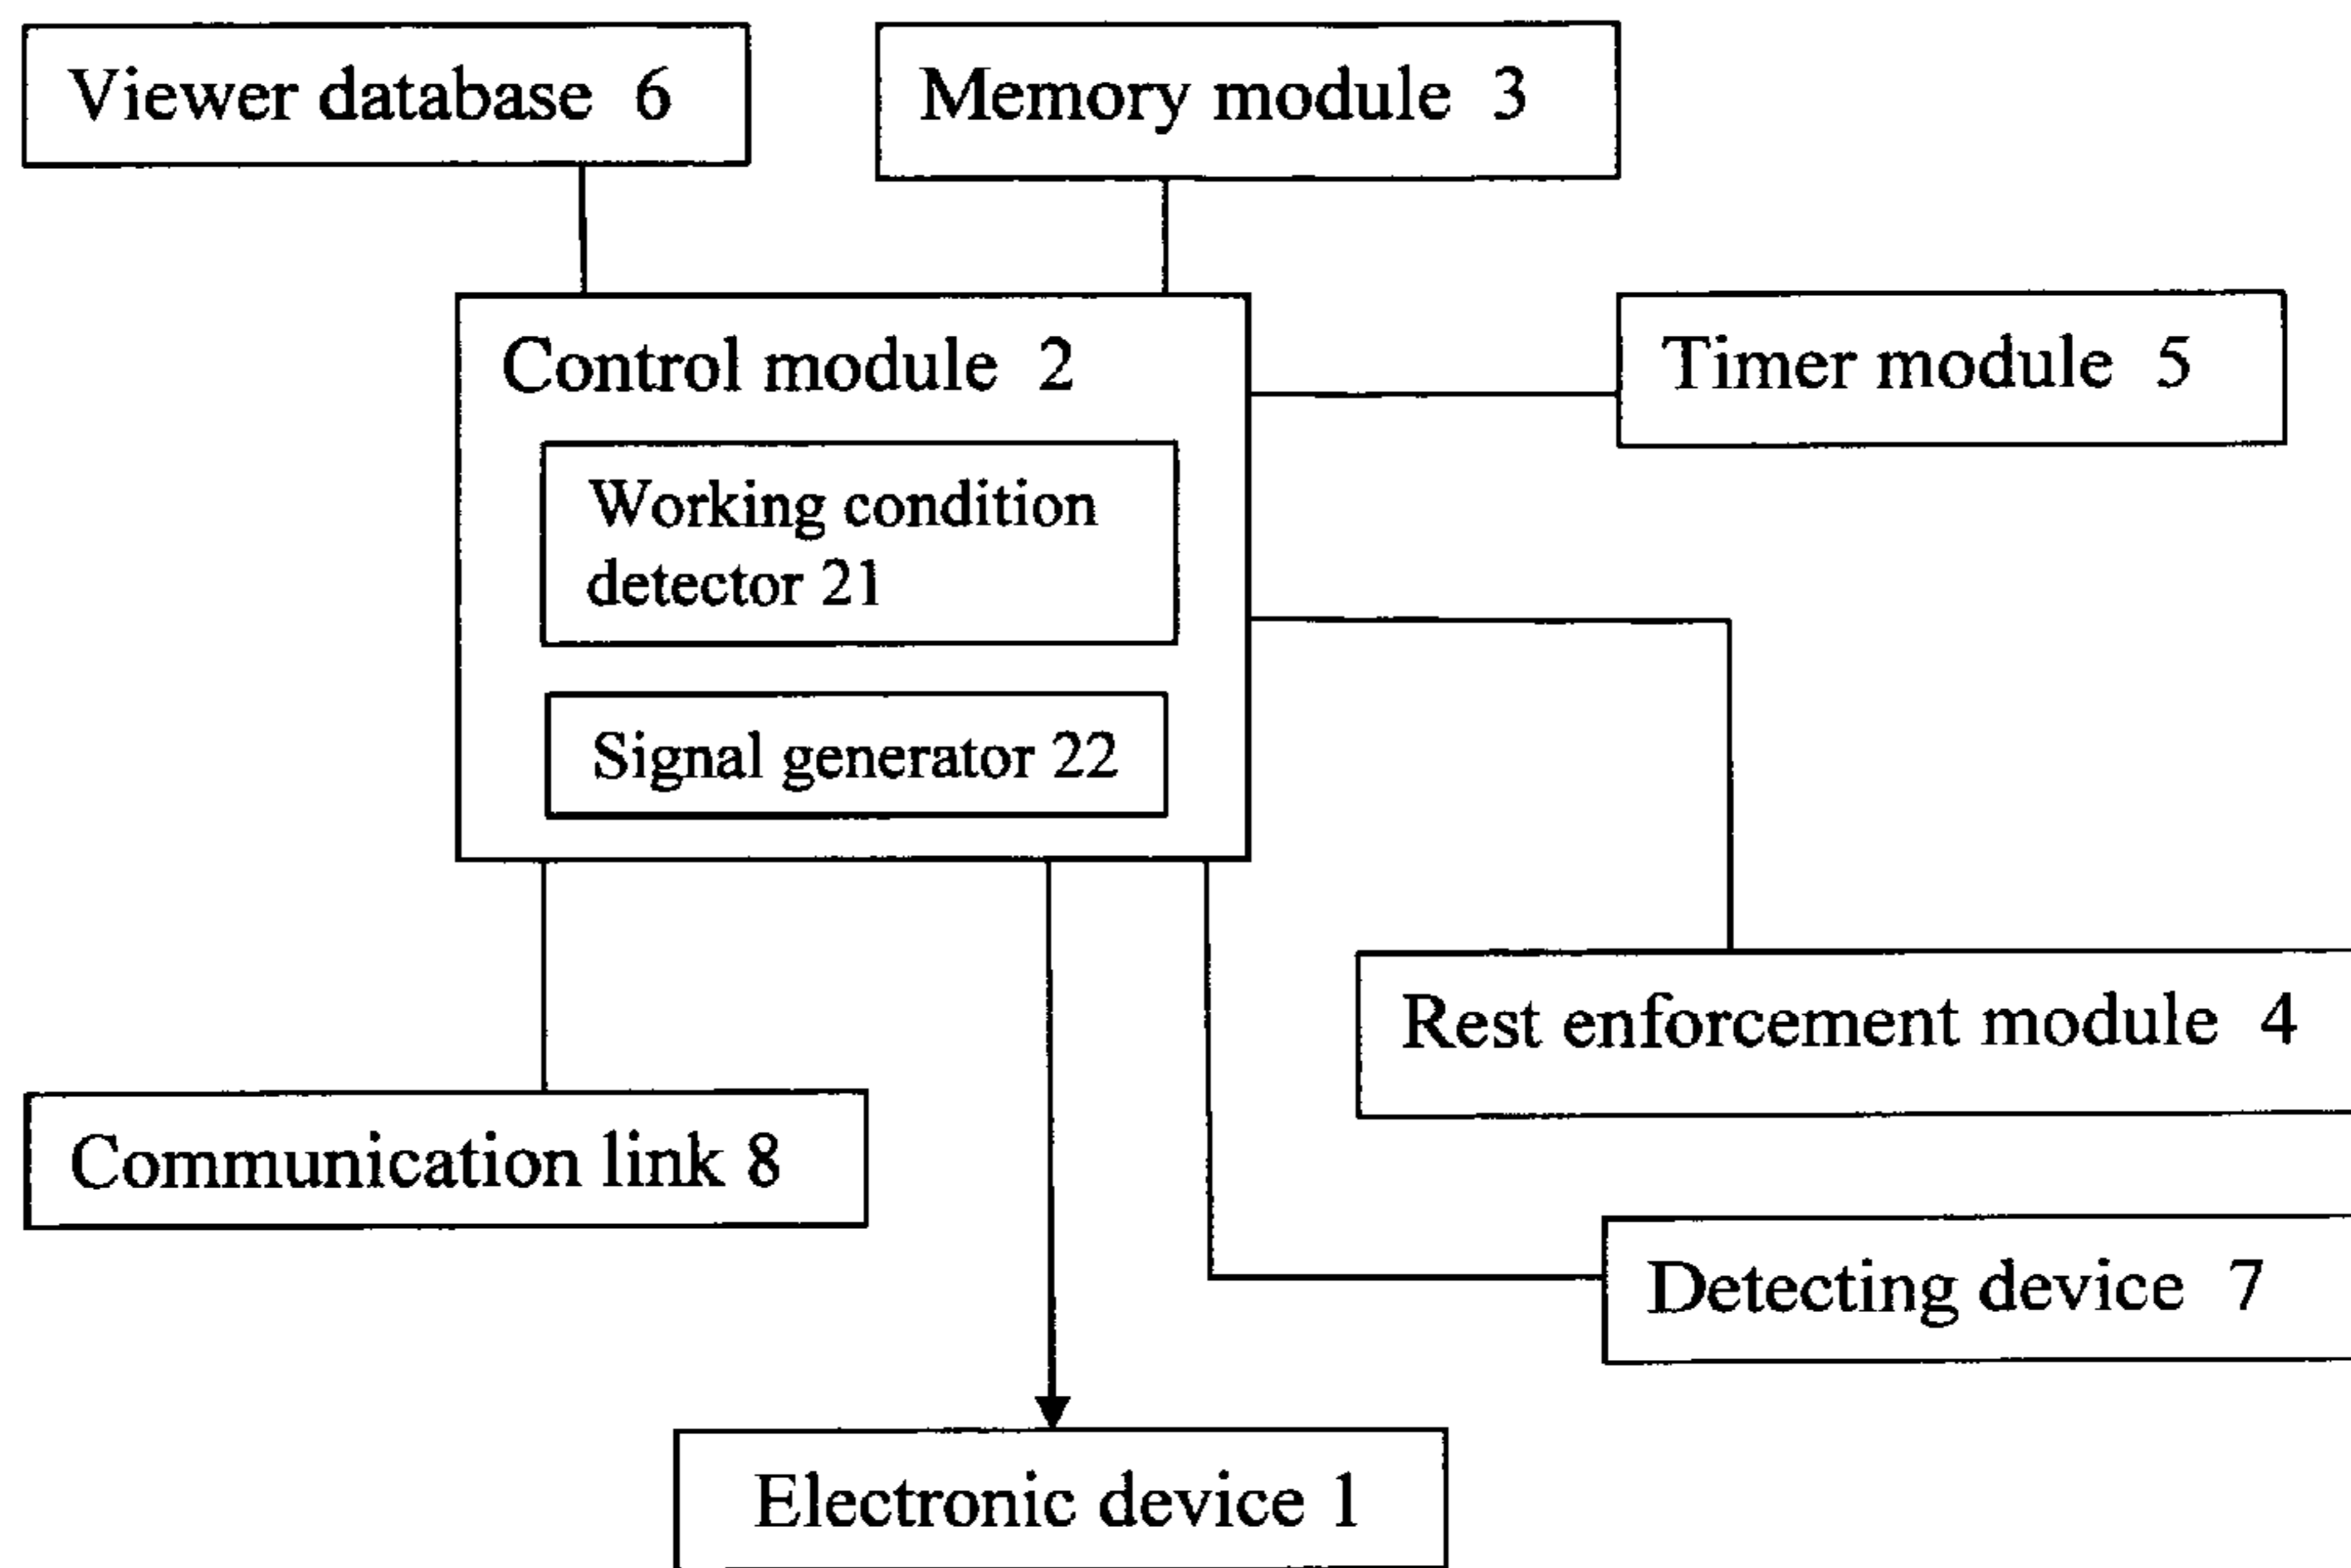 Viewer database 6
Memory module 3
Control module 2
Timer module 5
Working condition
detector 21
Signal generator 22
Rest enforcement module 4
Communication link 8
Detecting device 7
Electronic device 1